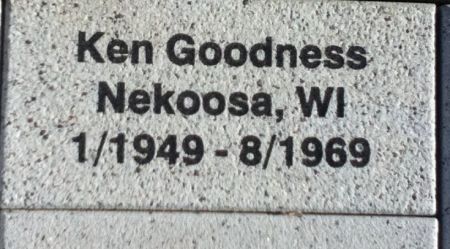 Ken Goodness
Nekoosa, WI
1/1949 - 8/1969